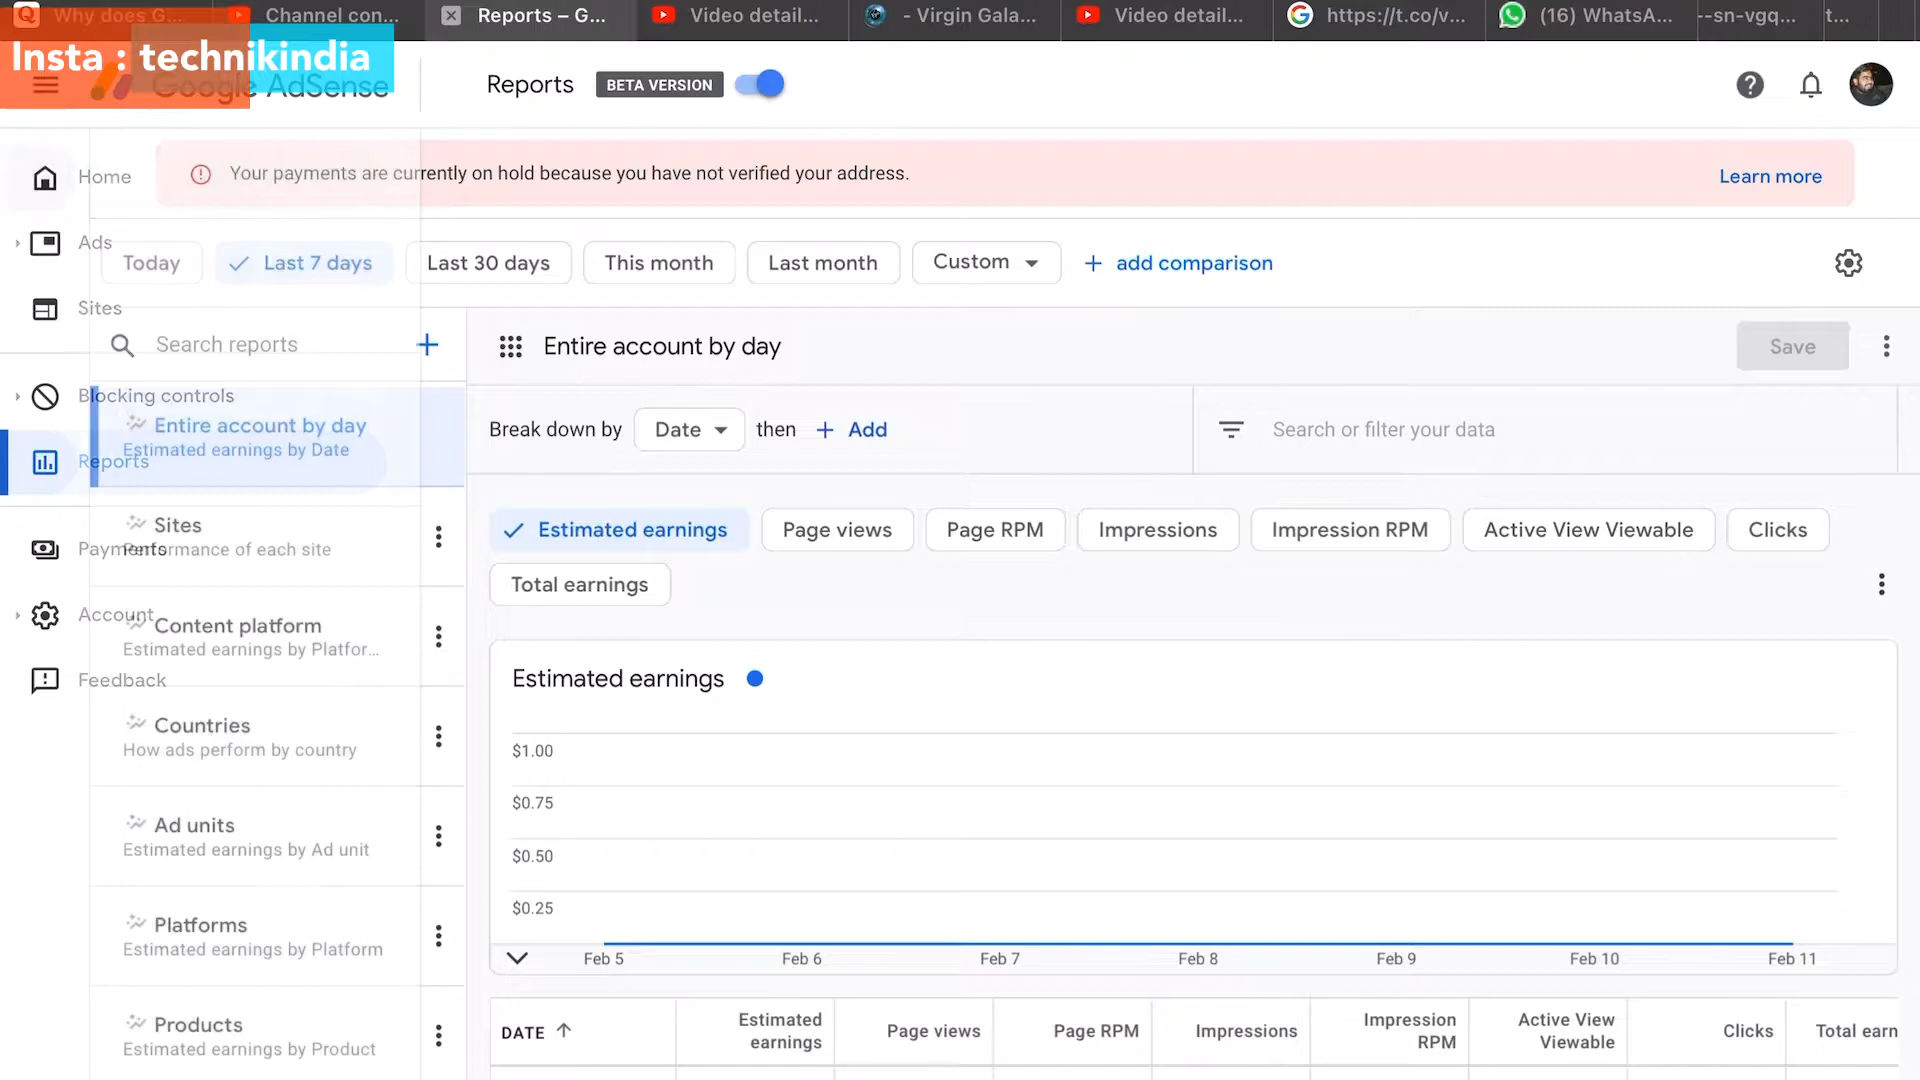 Why does G...
Channel con...
Reports – G...
Video detail...
- Virgin Gala...
Video detail...
https://t.co/v...
(16) WhatsA...
--sn-vgq...
t...
Insta : technikindia
Google AdSense
Reports
BETA VERSION
Your payments are currently on hold because you have not verified your address.
Learn more
Home
Ads
Sites
Blocking controls
Reports
Payments
Account
Feedback
Today
Last 7 days
Last 30 days
This month
Last month
Custom
+ add comparison
Search reports
+
Entire account by day
Estimated earnings by Date
Sites
Performance of each site
Content platform
Estimated earnings by Platfor...
Countries
How ads perform by country
Ad units
Estimated earnings by Ad unit
Platforms
Estimated earnings by Platform
Products
Estimated earnings by Product
Entire account by day
Save
Break down by Date then + Add
Search or filter your data
Estimated earnings
Page views
Page RPM
Impressions
Impression RPM
Active View Viewable
Clicks
Total earnings
Estimated earnings
$1.00
$0.75
$0.50
$0.25
Feb 5 Feb 6 Feb 7 Feb 8 Feb 9 Feb 10 Feb 11
DATE
Estimated
earnings
Page views
Page RPM
Impressions
Impression
RPM
Active View
Viewable
Clicks
Total earn